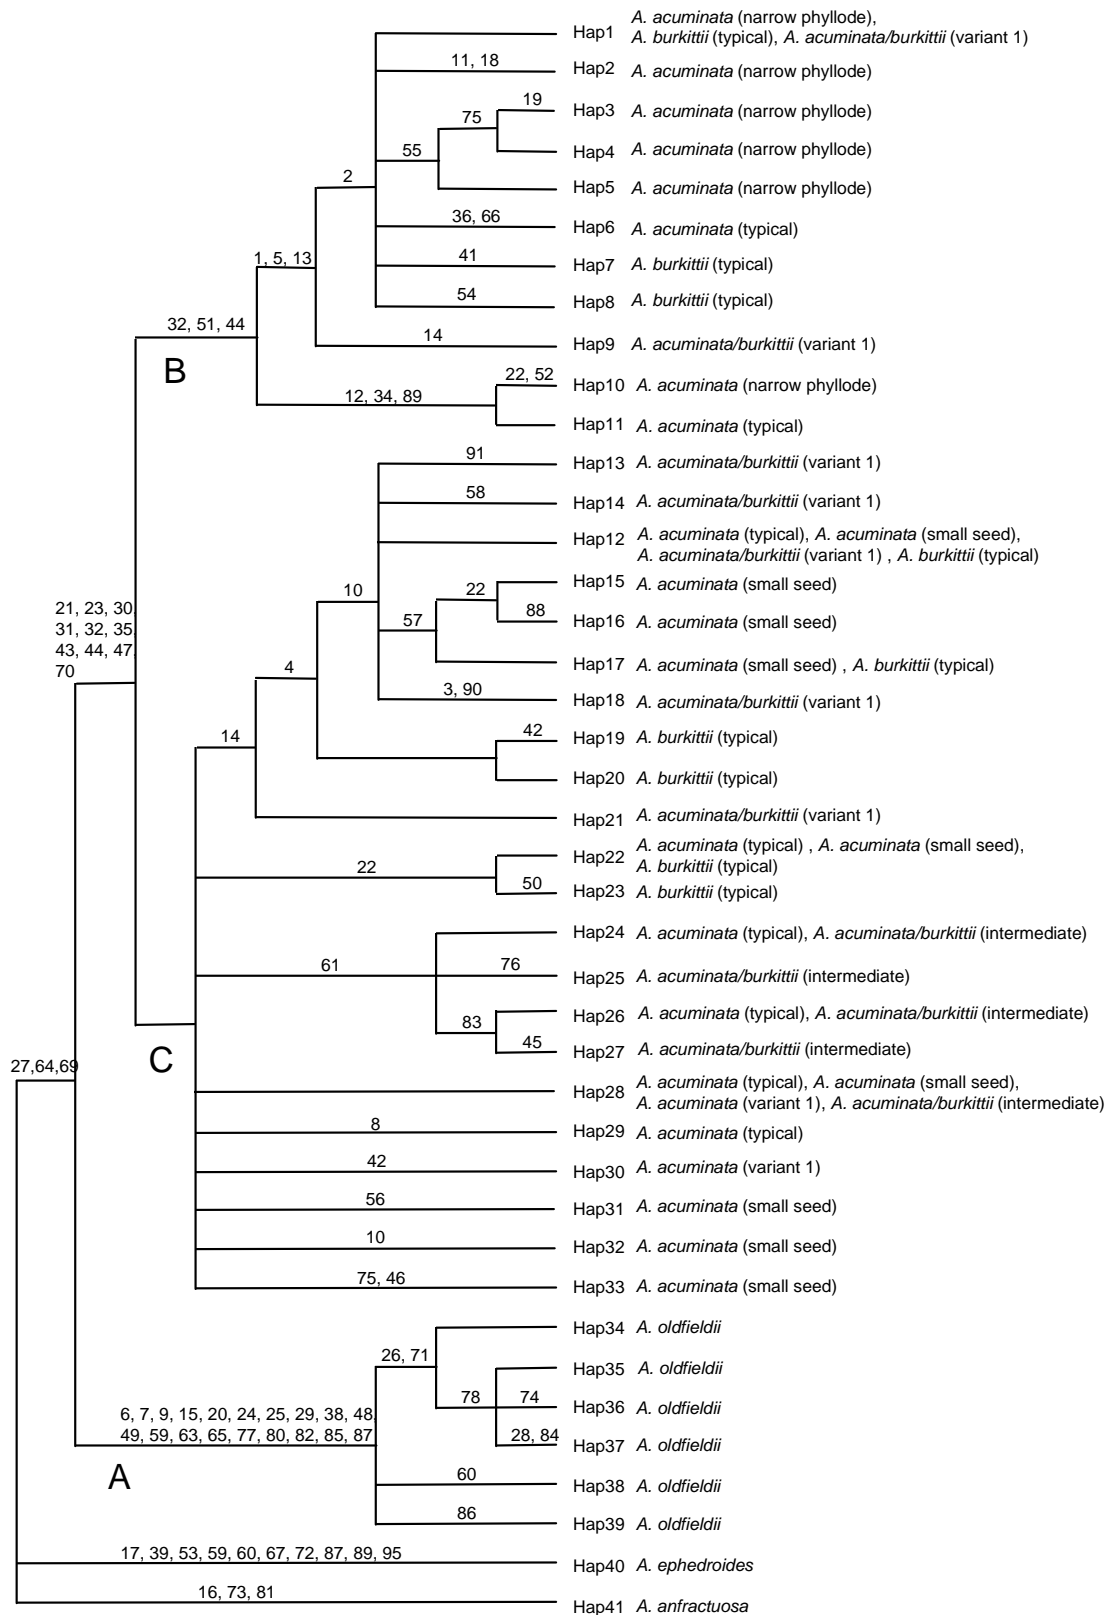 A. acuminata (narrow phyllode),
Hap1 A. burkittii (typical), A. acuminata/burkittii (variant 1)
11, 18
Hap2 A. acuminata (narrow phyllode)
19
Hap3 A. acuminata (narrow phyllode)
75
Hap4 A. acuminata (narrow phyllode)
55
Hap5 A. acuminata (narrow phyllode)
2
36, 66
Hap6 A. acuminata (typical)
41
1, 5, 13
Hap7 A. burkittii (typical)
54
Hap8 A. burkittii (typical)
32, 51, 44
14
Hap9 A. acuminata/burkittii (variant 1)
B
22, 52
Hap10 A. acuminata (narrow phyllode)
12, 34, 89
Hap11 A. acuminata (typical)
91
Hap13 A. acuminata/burkittii (variant 1)
58
Hap14 A. acuminata/burkittii (variant 1)
Hap12 A. acuminata (typical), A. acuminata (small seed),
A. acuminata/burkittii (variant 1) , A. burkittii (typical)
10
22
Hap15 A. acuminata (small seed)
88
Hap16 A. acuminata (small seed)
57
21, 23, 30,
31, 32, 35,
43, 44, 47,
70
Hap17 A. acuminata (small seed) , A. burkittii (typical)
4
3, 90
Hap18 A. acuminata/burkittii (variant 1)
14
42
Hap19 A. burkittii (typical)
Hap20 A. burkittii (typical)
Hap21 A. acuminata/burkittii (variant 1)
22
Hap22 A. acuminata (typical) , A. acuminata (small seed),
A. burkittii (typical)
50
Hap23 A. burkittii (typical)
Hap24 A. acuminata (typical), A. acuminata/burkittii (intermediate)
61
76
Hap25 A. acuminata/burkittii (intermediate)
83
Hap26 A. acuminata (typical), A. acuminata/burkittii (intermediate)
45
Hap27 A. acuminata/burkittii (intermediate)
C
27,64,69
Hap28 A. acuminata (typical), A. acuminata (small seed),
A. acuminata (variant 1), A. acuminata/burkittii (intermediate)
8
Hap29 A. acuminata (typical)
42
Hap30 A. acuminata (variant 1)
56
Hap31 A. acuminata (small seed)
10
Hap32 A. acuminata (small seed)
75, 46
Hap33 A. acuminata (small seed)
Hap34 A. oldfieldii
26, 71
Hap35 A. oldfieldii
78
74
Hap36 A. oldfieldii
6, 7, 9, 15, 20, 24, 25, 29, 38, 48,
49, 59, 63, 65, 77, 80, 82, 85, 87
28, 84
Hap37 A. oldfieldii
A
60
Hap38 A. oldfieldii
86
Hap39 A. oldfieldii
17, 39, 53, 59, 60, 67, 72, 87, 89, 95
Hap40 A. ephedroides
16, 73, 81
Hap41 A. anfractuosa